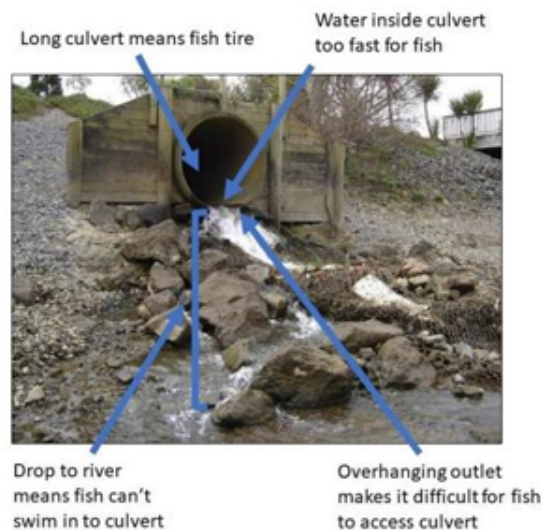 Long culvert means fish tire
Water inside culvert
too fast for fish
Drop to river
means fish can't
swim in to culvert
Overhanging outlet
makes it difficult for fish
to access culvert